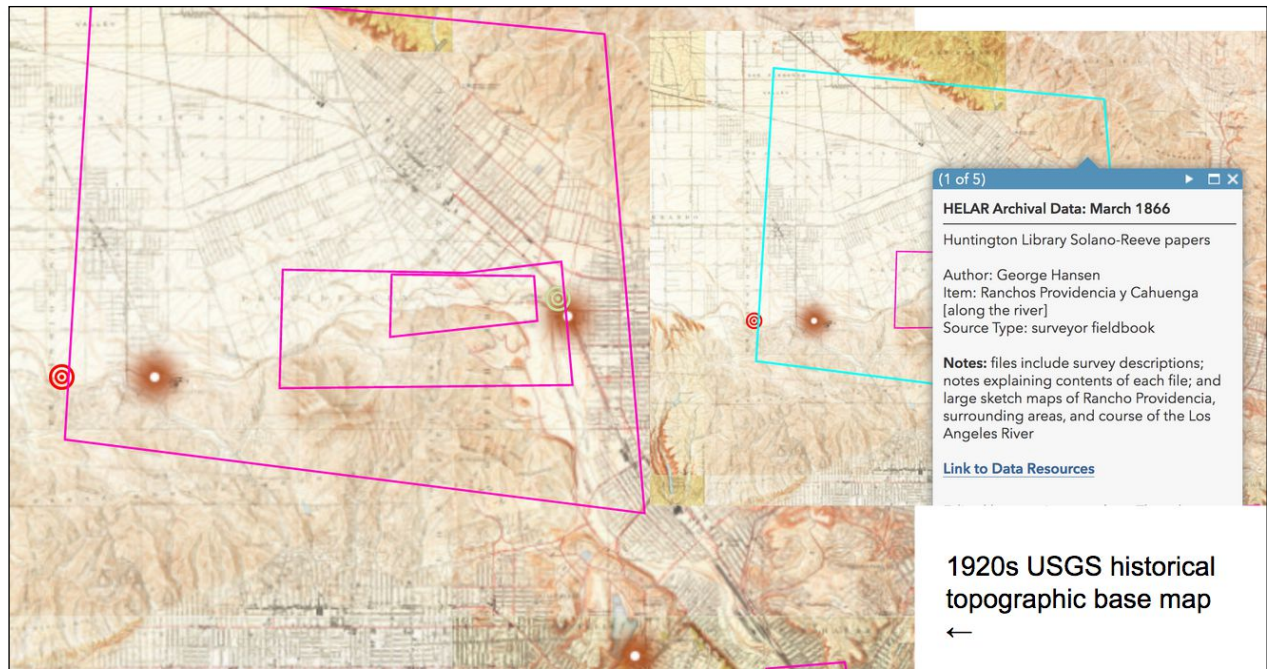 (1 of 5)
HELAR Archival Data: March 1866
Huntington Library Solano-Reeve papers
Author: George Hansen
Item: Ranchos Providencia y Cahuenga
[along the river]
Source Type: surveyor fieldbook
Notes: files include survey descriptions;
notes explaining contents of each file; and
large sketch maps of Rancho Providencia,
surrounding areas, and course of the Los
Angeles River
Link to Data Resources
1920s USGS historical
topographic base map
←